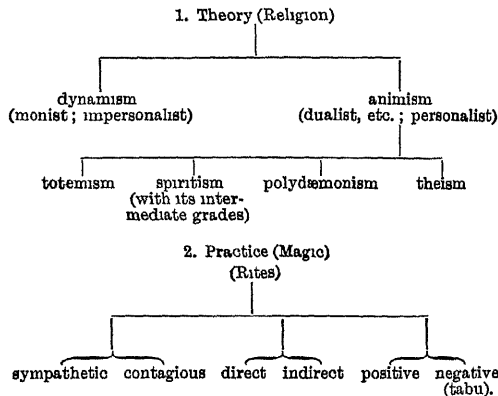 1. Theory (Religion)
dynamism animism
(monist ; impersonalist) (dualist, etc. ; personalist)
totemism spiritism polydæmonism theism
(with its inter-
mediate grades)
2. Practice (Magic)
(Rites)
sympathetic contagious direct indirect positive negative
(tabu).